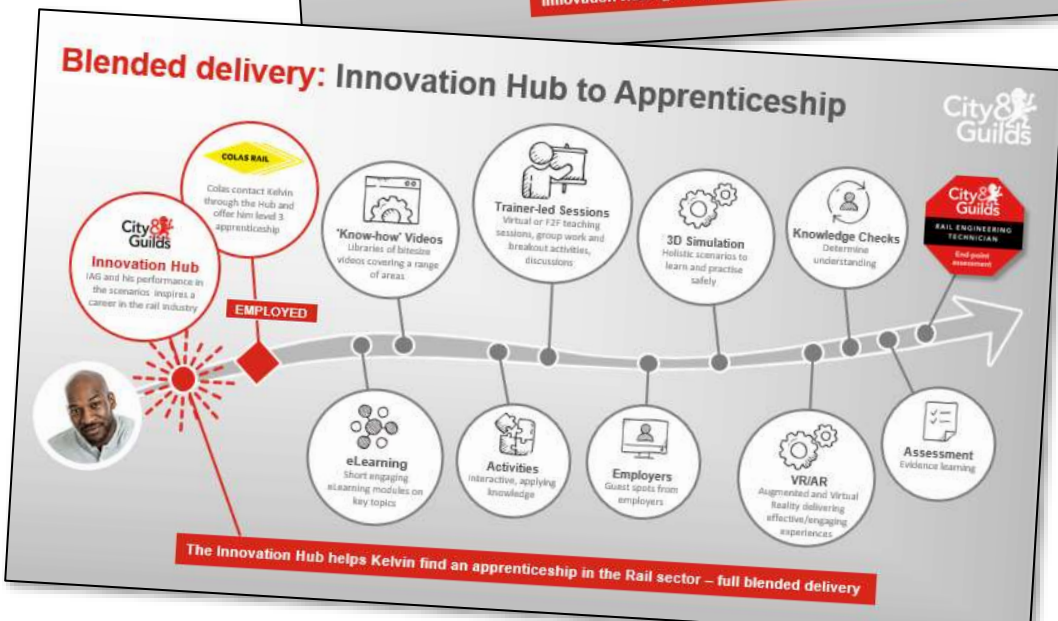 Blended delivery: Innovation Hub to Apprenticeship
City&
Guilds
COLAS RAIL
Colas contact Kelvin
through the Hub and
offer him level 3
apprenticeship
City&
Guilds
Innovation Hub
IAG and his performance in
the scenarios inspires a
career in the rail industry
EMPLOYED
'Know-how' Videos
Libraries of bitesize
videos covering a range
of areas
Trainer-led Sessions
Virtual or F2F teaching
sessions, group work and
breakout activities,
discussions
3D Simulation
Holistic scenarios to
learn and practise
safely
Knowledge Checks
Determine
understanding
City&
Guilds
RAIL ENGINEERING
TECHNICIAN
End-point
assessment
eLearning
Short engaging
eLearning modules on
key topics
Activities
Interactive, applying
knowledge
Employers
Guest spots from
employers
VR/AR
Augmented and Virtual
Reality delivering
effective/engaging
experiences
Assessment
Evidence learning
The Innovation Hub helps Kelvin find an apprenticeship in the Rail sector – full blended delivery